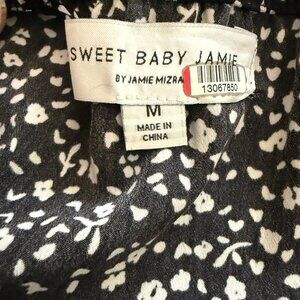 SWEET BABY JAMIE
BY JAMIE MIZRA
13067650
M
MADE IN
CHINA